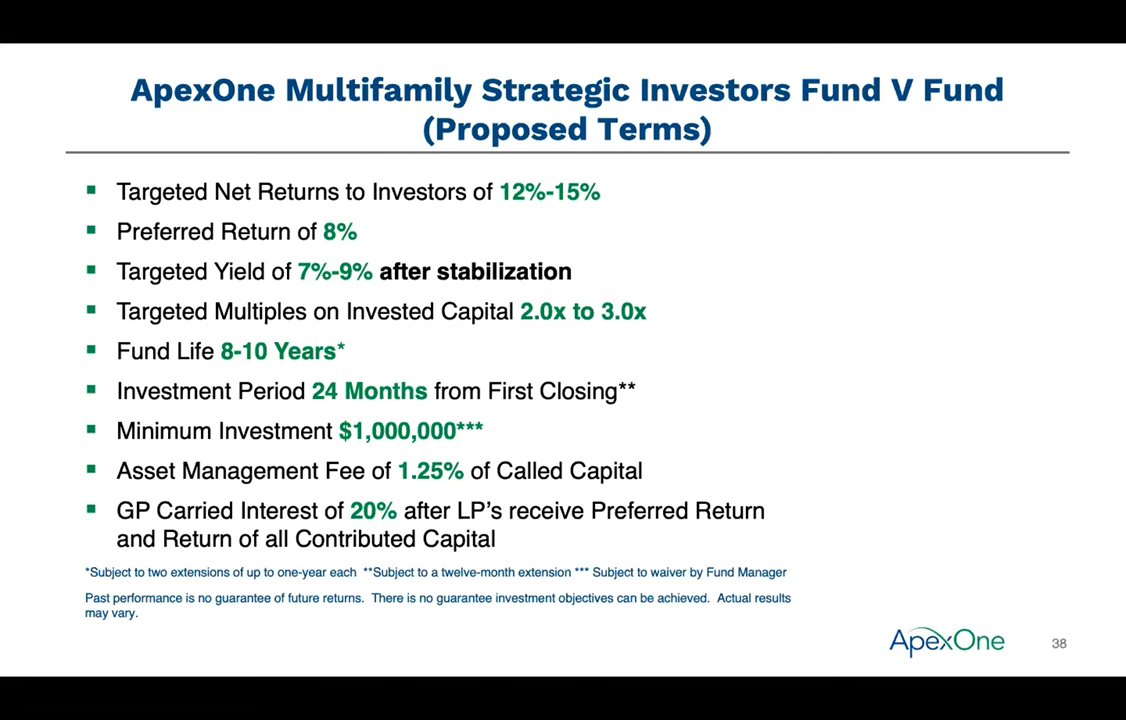 ApexOne Multifamily Strategic Investors Fund V Fund
(Proposed Terms)
▪ Targeted Net Returns to Investors of 12%-15%
▪ Preferred Return of 8%
▪ Targeted Yield of 7%-9% after stabilization
▪ Targeted Multiples on Invested Capital 2.0x to 3.0x
▪ Fund Life 8-10 Years*
▪ Investment Period 24 Months from First Closing**
▪ Minimum Investment $1,000,000***
▪ Asset Management Fee of 1.25% of Called Capital
▪ GP Carried Interest of 20% after LP’s receive Preferred Return
and Return of all Contributed Capital
*Subject to two extensions of up to one-year each **Subject to a twelve-month extension *** Subject to waiver by Fund Manager
Past performance is no guarantee of future returns. There is no guarantee investment objectives can be achieved. Actual results
may vary.
ApexOne
38